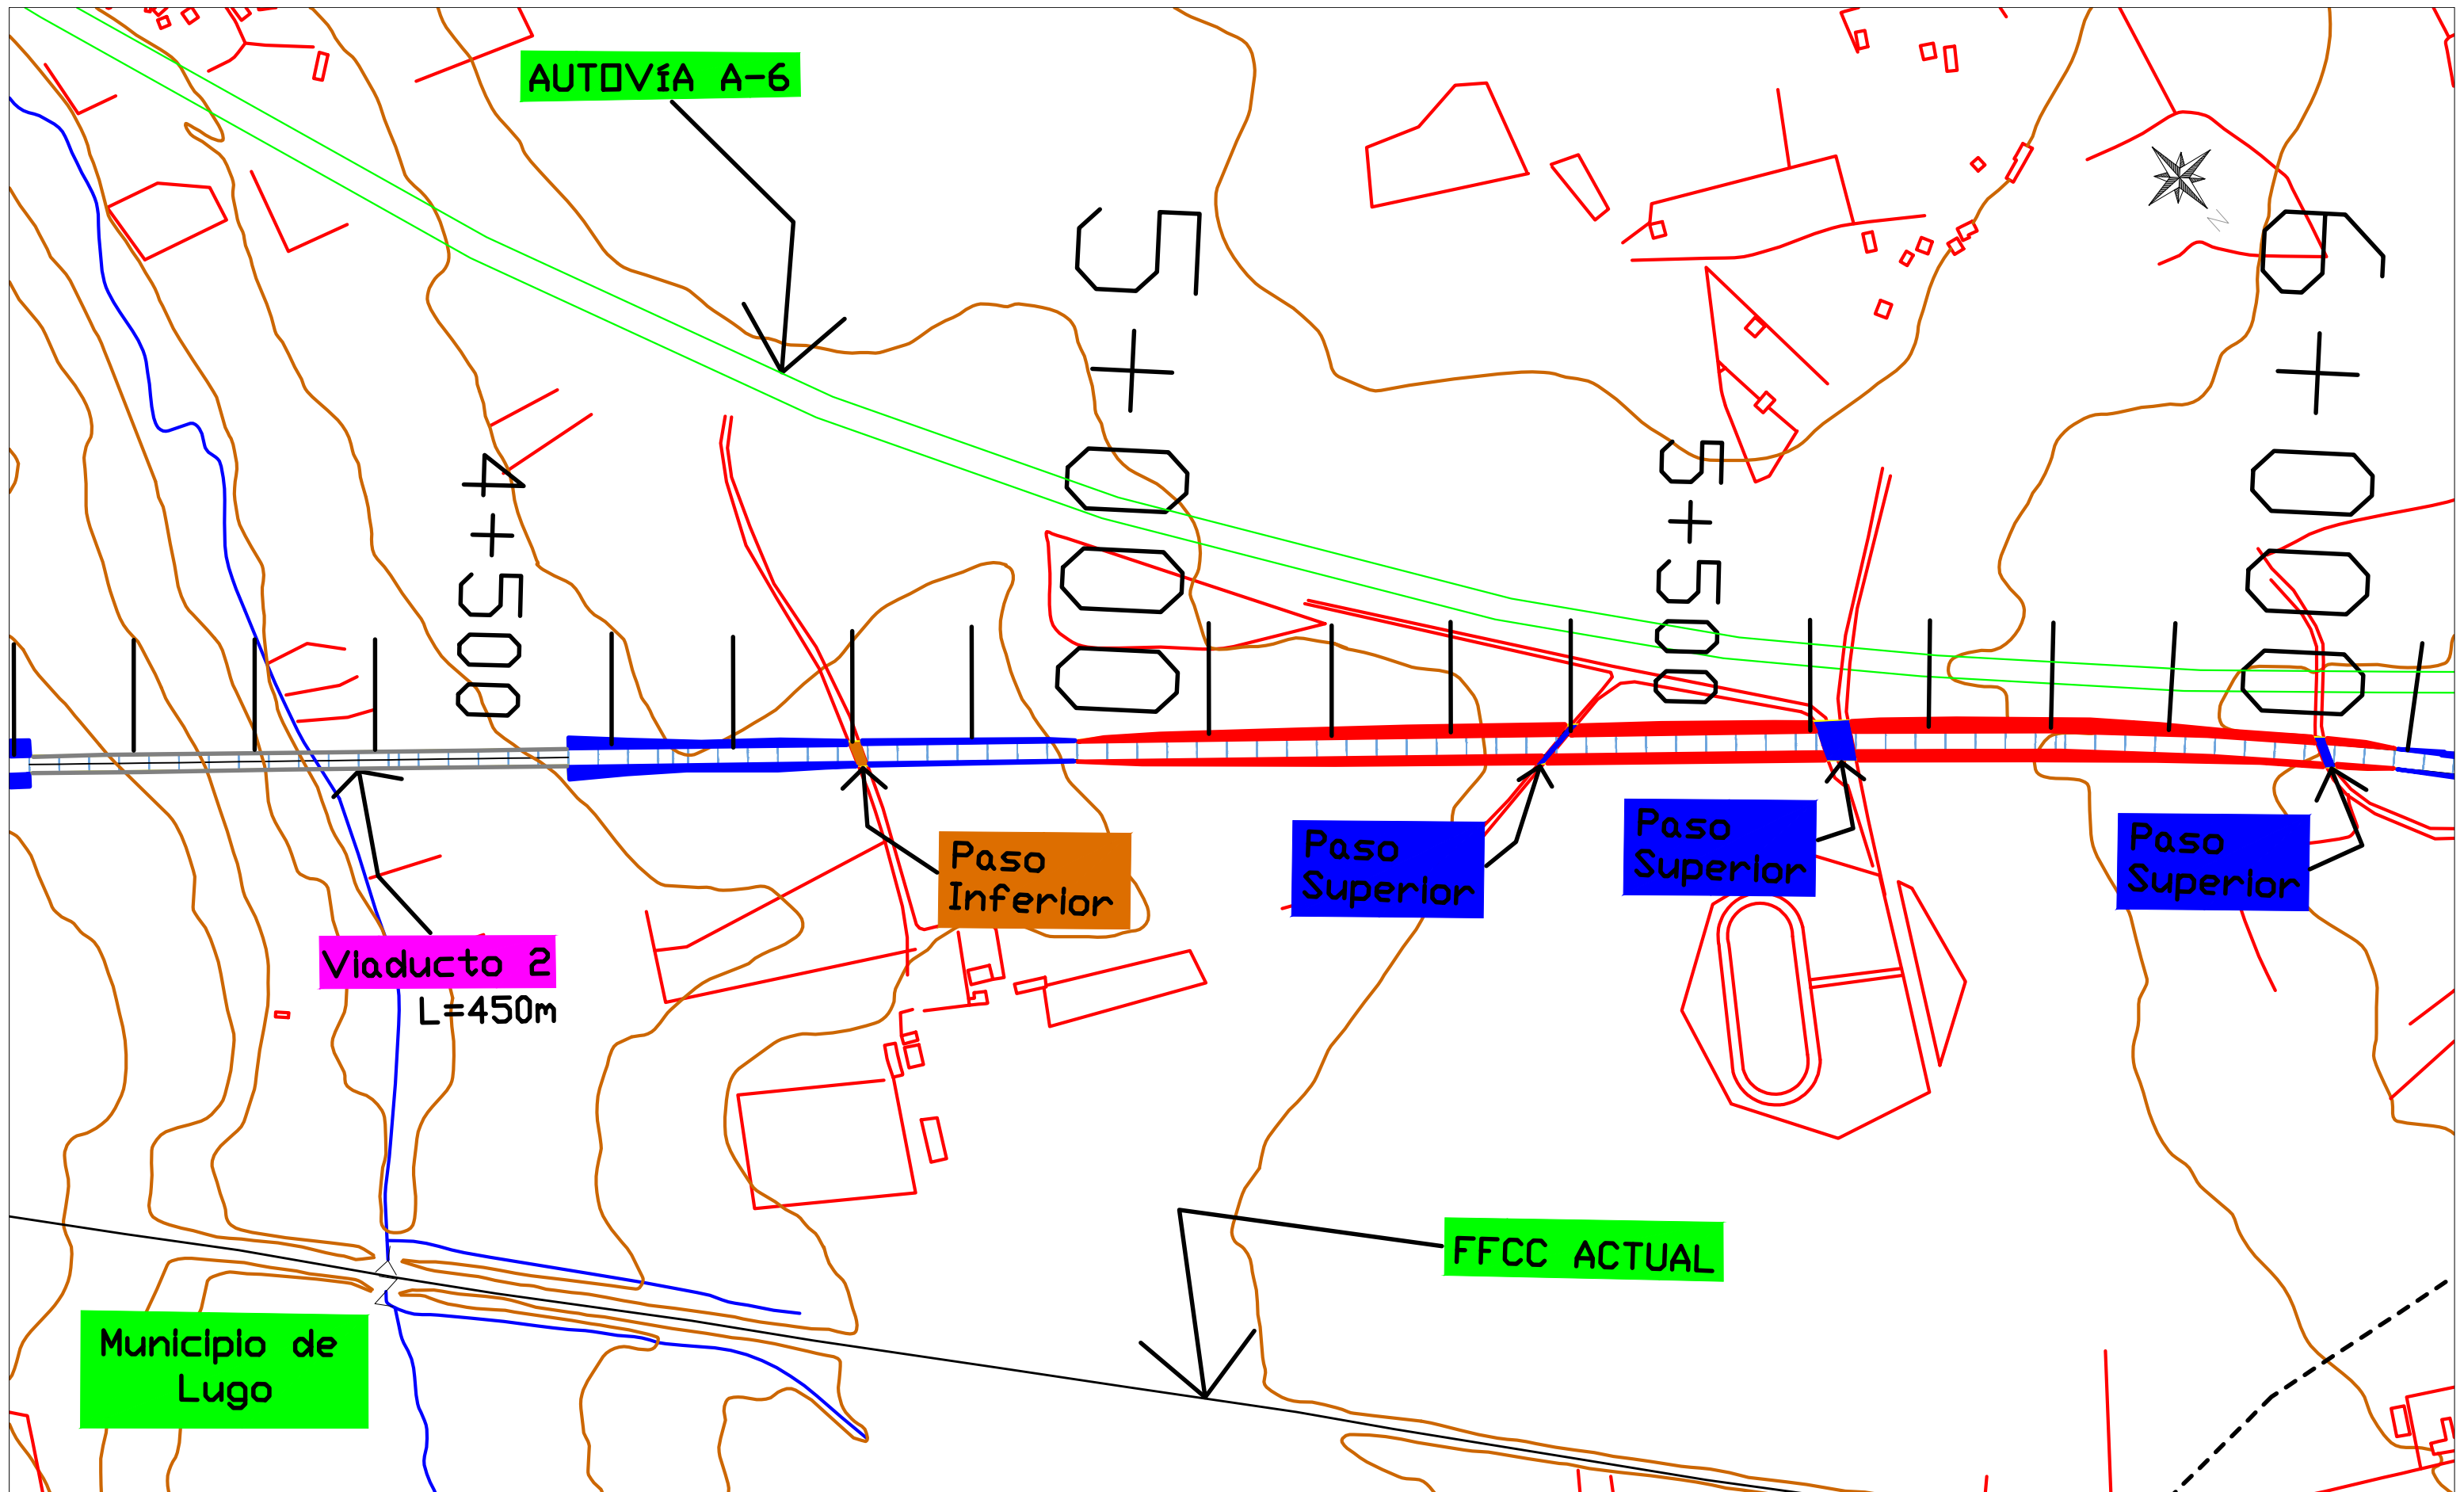 AUTOVIA A-6
4+500
5+000
5+500
6+000
Paso
Inferior
Paso
Superior
Paso
Superior
Paso
Superior
Viaducto 2
L=450m
FFCC ACTUAL
Municipio de
Lugo